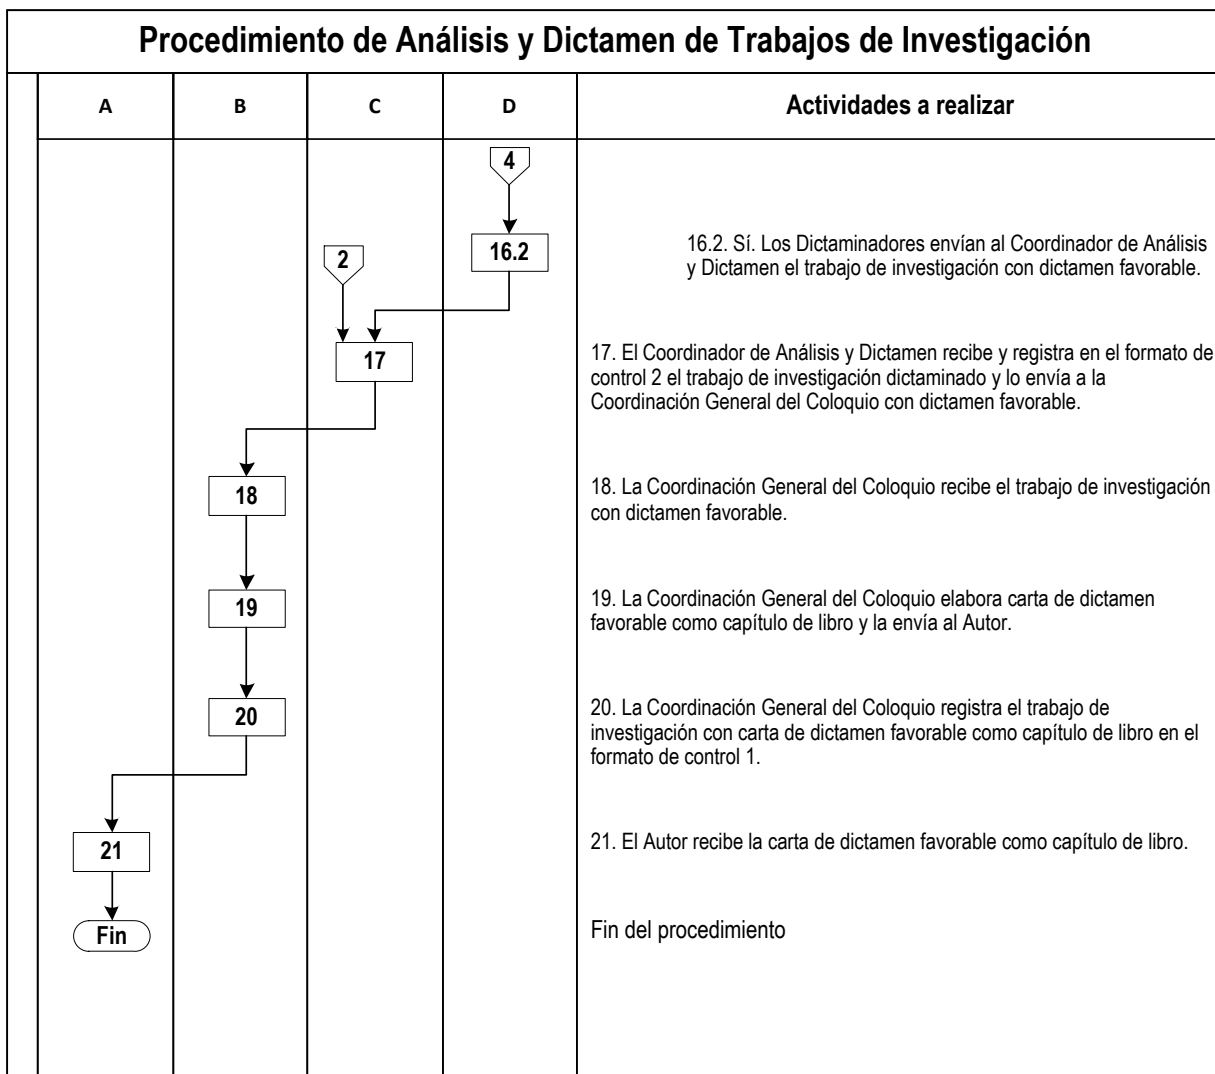 Procedimiento de Análisis y Dictamen de Trabajos de Investigación
A B C D Actividades a realizar
4
16.2
2
16.2. Sí. Los Dictaminadores envían al Coordinador de Análisis
y Dictamen el trabajo de investigación con dictamen favorable.
17
17. El Coordinador de Análisis y Dictamen recibe y registra en el formato de
control 2 el trabajo de investigación dictaminado y lo envía a la
Coordinación General del Coloquio con dictamen favorable.
18
18. La Coordinación General del Coloquio recibe el trabajo de investigación
con dictamen favorable.
19
19. La Coordinación General del Coloquio elabora carta de dictamen
favorable como capítulo de libro y la envía al Autor.
20
20. La Coordinación General del Coloquio registra el trabajo de
investigación con carta de dictamen favorable como capítulo de libro en el
formato de control 1.
21
21. El Autor recibe la carta de dictamen favorable como capítulo de libro.
Fin
Fin del procedimiento